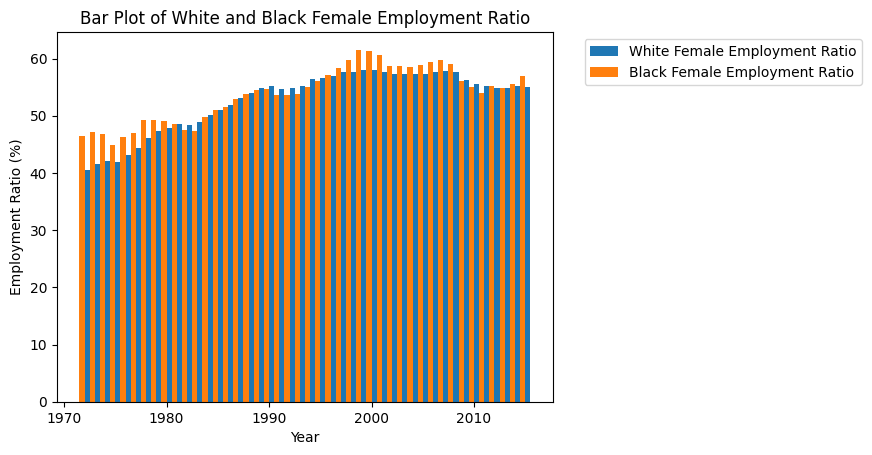 Bar Plot of White and Black Female Employment Ratio
White Female Employment Ratio
Black Female Employment Ratio
Employment Ratio (%)
60
50
40
30
20
10
0
1970 1980 1990 2000 2010
Year